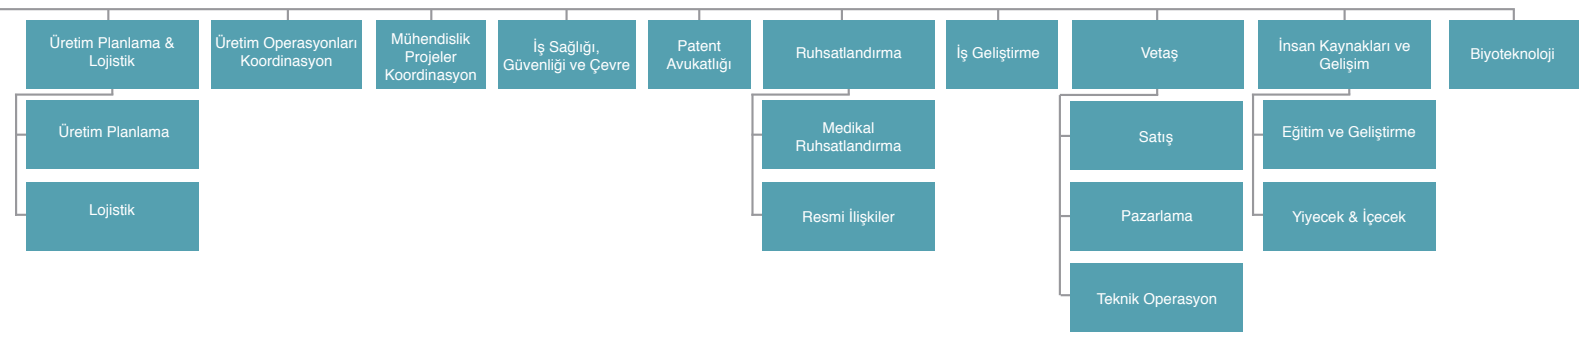 Üretim Planlama &
Lojistik
Üretim Operasyonları
Koordinasyon
Mühendislik
Projeler
Koordinasyon
İş Sağlığı,
Güvenliği ve Çevre
Patent
Avukatlığı
Ruhsatlandırma
İş Geliştirme
Vetaş
İnsan Kaynakları ve
Gelişim
Biyoteknoloji
Üretim Planlama
Lojistik
Medikal
Ruhsatlandırma
Resmi İlişkiler
Satış
Pazarlama
Teknik Operasyon
Eğitim ve Geliştirme
Yiyecek & İçecek